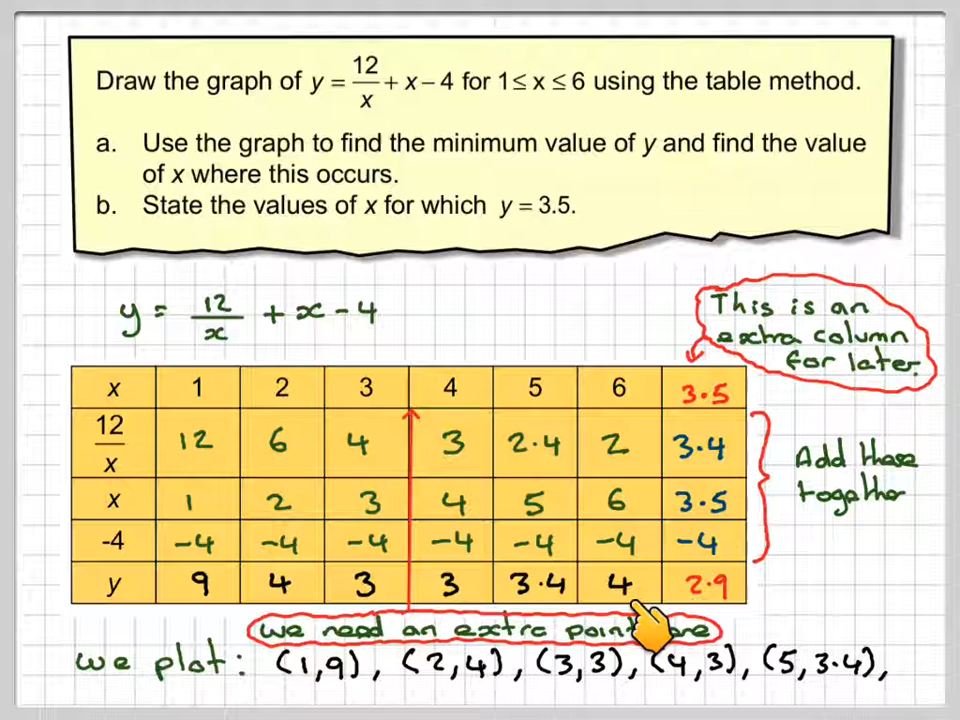 Draw the graph of y = 12/x + x – 4 for 1 ≤ x ≤ 6 using the table method.
a. Use the graph to find the minimum value of y and find the value
of x where this occurs.
b. State the values of x for which y = 3.5.
y = 12/x + x - 4
This is an
extra column
for later.
x 1 2 3 4 5 6 3.5
12/x 12 6 4 3 2.4 2 3.4
x 1 2 3 4 5 6 3.5
-4 -4 -4 -4 -4 -4 -4 -4
y 9 4 3 3 3.4 4 2.9
Add these
together
we need an extra point
we plot: (1,9), (2,4), (3,3), (4,3), (5,3.4),